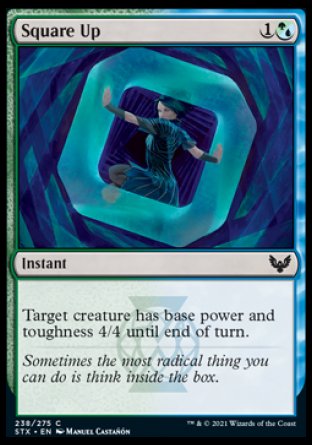 Square Up 1
Instant
Target creature has base power and
toughness 4/4 until end of turn.
Sometimes the most radical thing you
can do is think inside the box.
238/275 C
STX • EN Manuel Castañón
™ & © 2021 Wizards of the Coast